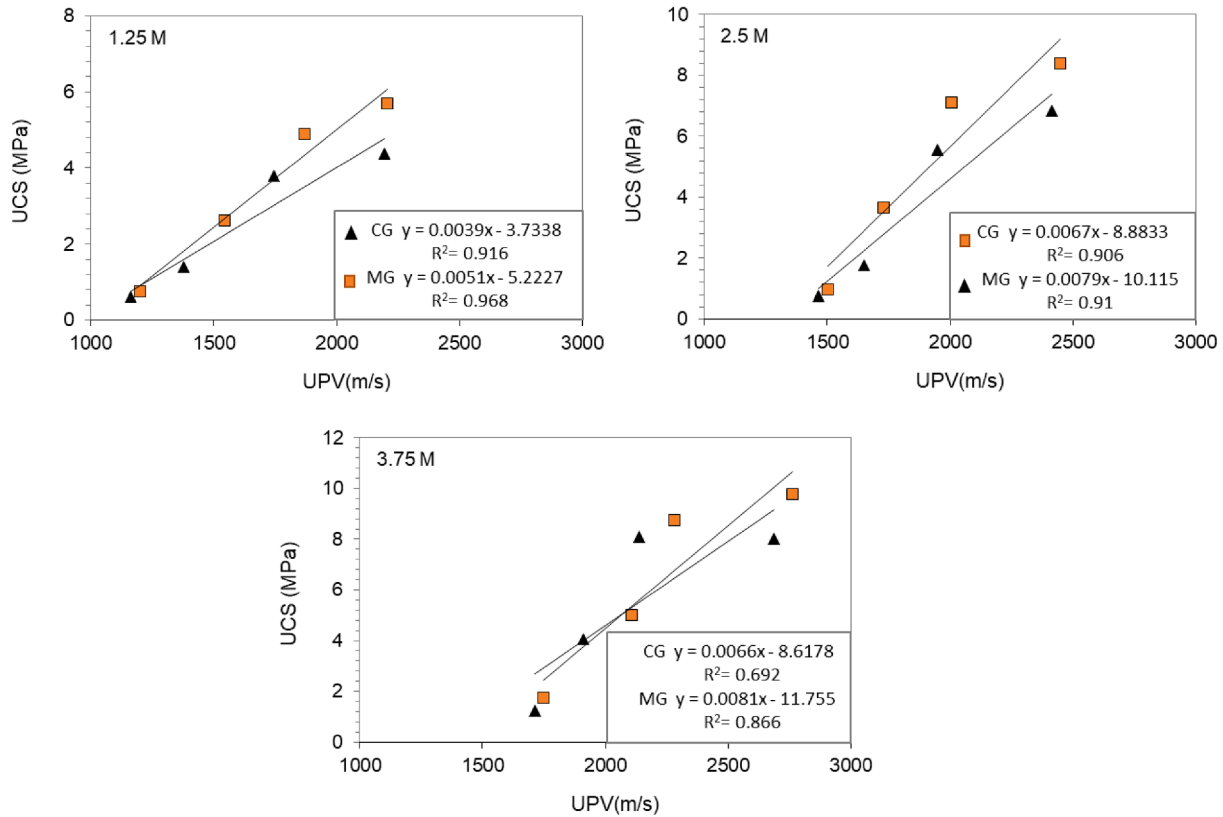 1.25 M
UCS (MPa)
8
6
4
2
0
1000 1500 2000 2500 3000
UPV(m/s)
CG y = 0.0039x - 3.7338
R²= 0.916
MG y = 0.0051x - 5.2227
R²= 0.968
2.5 M
UCS (MPa)
10
8
6
4
2
0
1000 1500 2000 2500 3000
UPV(m/s)
CG y = 0.0067x - 8.8833
R²= 0.906
MG y = 0.0079x - 10.115
R²= 0.91
3.75 M
UCS (MPa)
12
10
8
6
4
2
0
1000 1500 2000 2500 3000
UPV(m/s)
CG y = 0.0066x - 8.6178
R²= 0.692
MG y = 0.0081x - 11.755
R²= 0.866